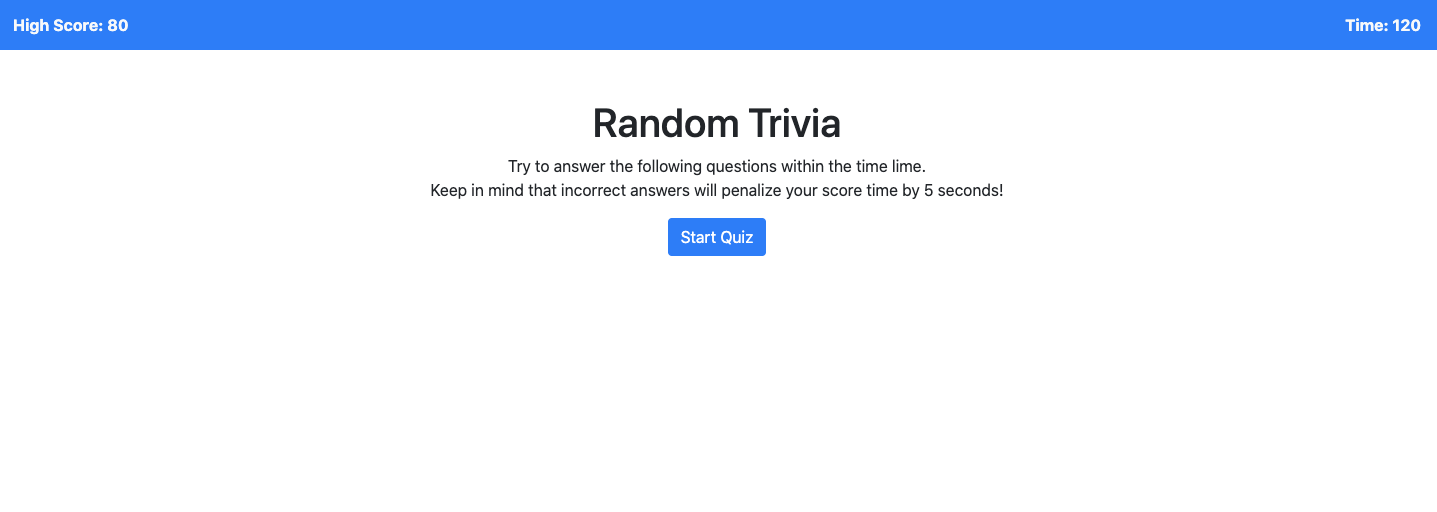 High Score: 80
Time: 120
Random Trivia
Try to answer the following questions within the time lime.
Keep in mind that incorrect answers will penalize your score time by 5 seconds!
Start Quiz